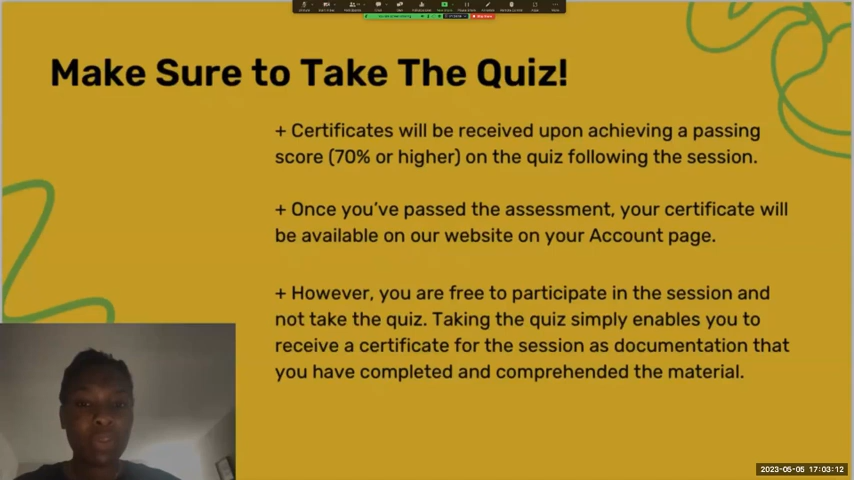 Make Sure to Take The Quiz!
+ Certificates will be received upon achieving a passing
score (70% or higher) on the quiz following the session.
+ Once you've passed the assessment, your certificate will
be available on our website on your Account page.
+ However, you are free to participate in the session and
not take the quiz. Taking the quiz simply enables you to
receive a certificate for the session as documentation that
you have completed and comprehended the material.
2023-05-05 17:03:12